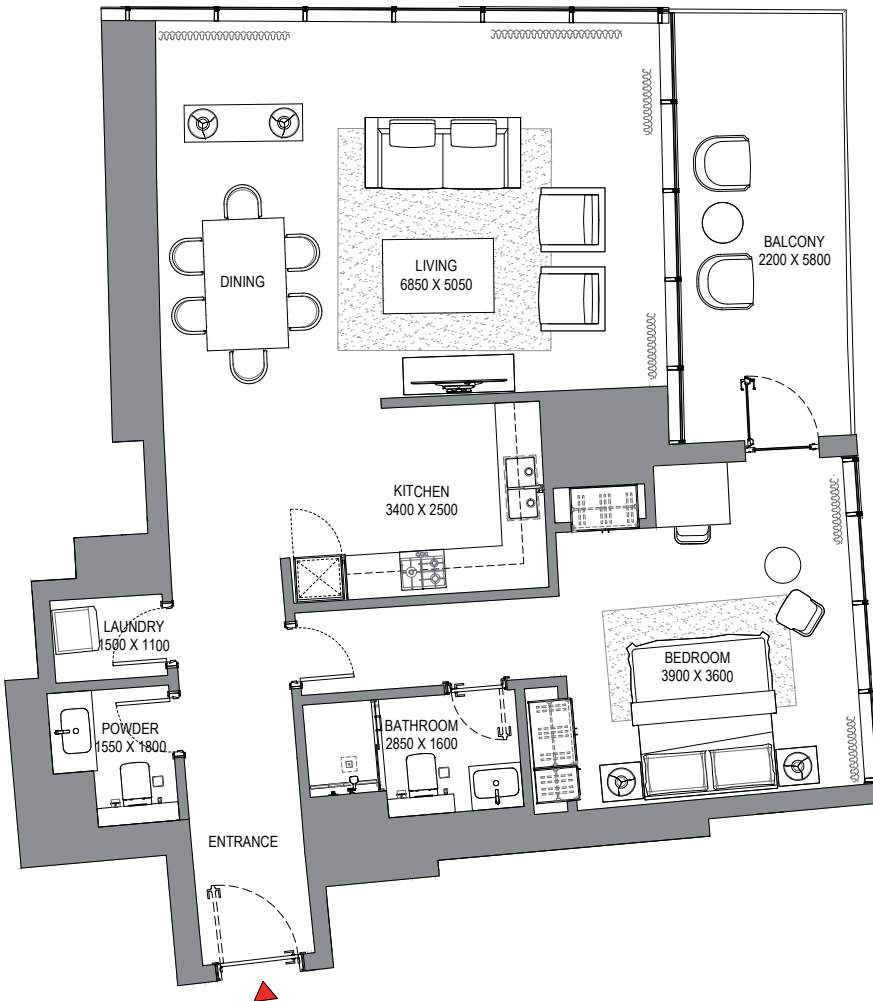 BALCONY
2200 X 5800
LIVING
6850 X 5050
DINING
KITCHEN
3400 X 2500
LAUNDRY
1500 X 1100
BEDROOM
3900 X 3600
POWDER
1550 X 1800
BATHROOM
2850 X 1600
ENTRANCE